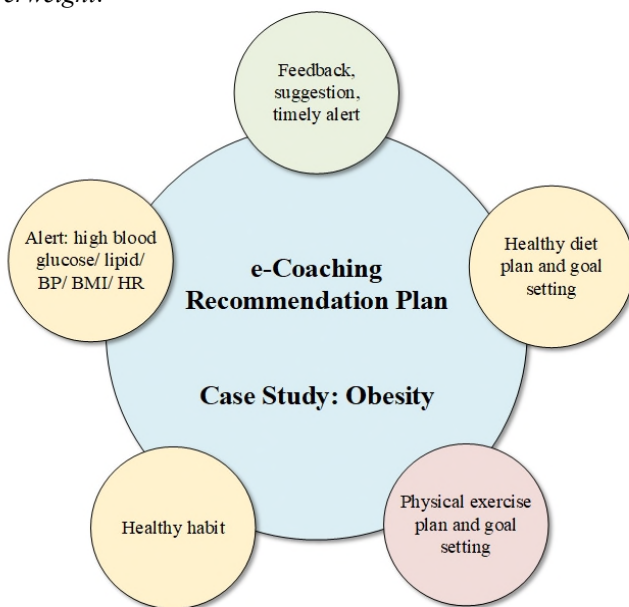 Feedback,
suggestion,
timely alert
Alert: high blood
glucose/ lipid/
BP/ BMI/ HR
e-Coaching
Recommendation Plan
Case Study: Obesity
Healthy diet
plan and goal
setting
Healthy habit
Physical exercise
plan and goal
setting